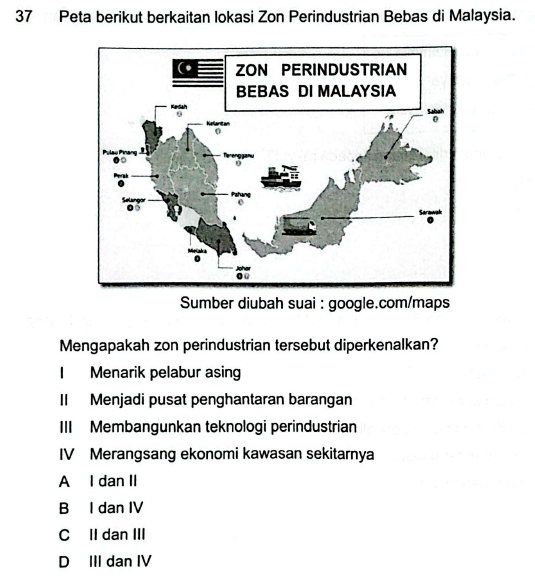 37 Peta berikut berkaitan lokasi Zon Perindustrian Bebas di Malaysia.
ZON PERINDUSTRIAN
BEBAS DI MALAYSIA
Kedah
Kelantan
Sabah
Pulau Pinang
Terengganu
Perak
Selangor
Pahang
Sarawak
Melaka
Johor
Sumber diubah suai : google.com/maps
Mengapakah zon perindustrian tersebut diperkenalkan?
I Menarik pelabur asing
II Menjadi pusat penghantaran barangan
III Membangunkan teknologi perindustrian
IV Merangsang ekonomi kawasan sekitarnya
A I dan II
B I dan IV
C II dan III
D III dan IV